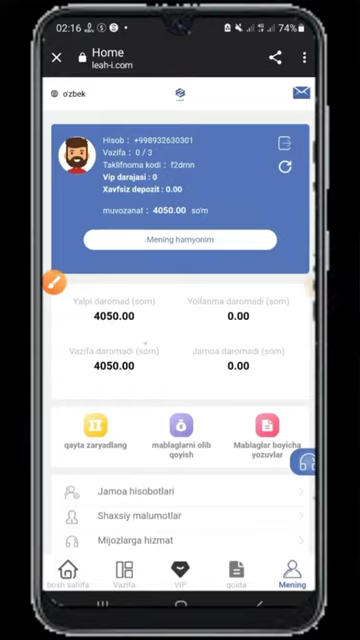 02:16
74%
Home
leah-i.com
o'zbek
Hisob : +998932630301
Vazifa : 0 / 3
Taklifnoma kodi : f2drnn
Vip darajasi : 0
Xavfsiz depozit : 0.00
muvozanat : 4050.00 so'm
Mening hamyonim
Yalpi daromad (som) Yollanma daromadi (som)
4050.00 0.00
Vazifa daromadi (som) Jamoa daromadi (som)
4050.00 0.00
qayta zaryadlang mablaglarni olib Mablaglar boyicha
qoyish yozuvlar
Jamoa hisobotlari
Shaxsiy malumotlar
Mijozlarga hizmat
bosh sahifa Vazifa VIP qoida Mening